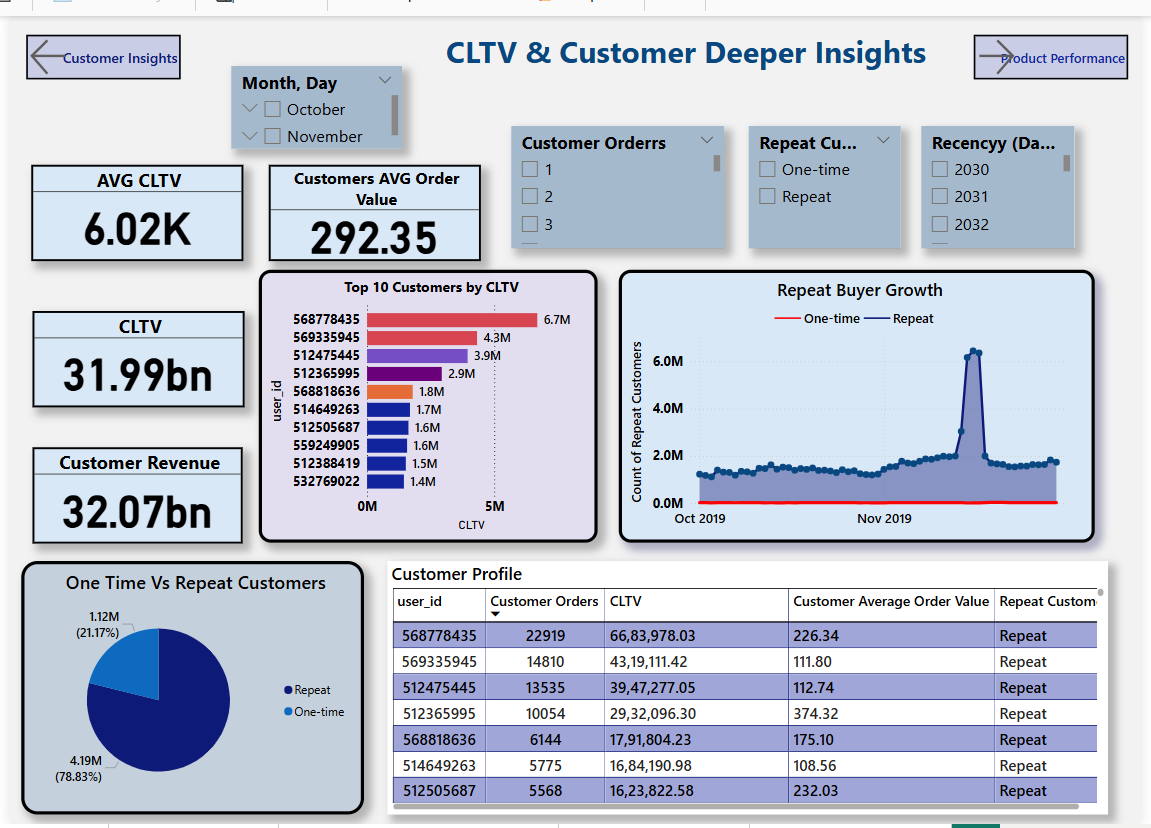 CLTV & Customer Deeper Insights
Customer Insights
Product Performance
Month, Day
October
November
Customer Orderrs
1
2
3
Repeat Cu...
One-time
Repeat
Recencyy (Da...
2030
2031
2032
AVG CLTV
6.02K
Customers AVG Order
Value
292.35
CLTV
31.99bn
Customer Revenue
32.07bn
Top 10 Customers by CLTV
user_id
568778435 6.7M
569335945 4.3M
512475445 3.9M
512365995 2.9M
568818636 1.8M
514649263 1.7M
512505687 1.6M
559249905 1.6M
512388419 1.5M
532769022 1.4M
0M 5M
CLTV
Repeat Buyer Growth
One-time Repeat
Count of Repeat Customers
6.0M
4.0M
2.0M
0.0M
Oct 2019 Nov 2019
One Time Vs Repeat Customers
1.12M
(21.17%)
Repeat
One-time
4.19M
(78.83%)
Customer Profile
user_id Customer Orders CLTV Customer Average Order Value Repeat Custom
568778435 22919 66,83,978.03 226.34 Repeat
569335945 14810 43,19,111.42 111.80 Repeat
512475445 13535 39,47,277.05 112.74 Repeat
512365995 10054 29,32,096.30 374.32 Repeat
568818636 6144 17,91,804.23 175.10 Repeat
514649263 5775 16,84,190.98 108.56 Repeat
512505687 5568 16,23,822.58 232.03 Repeat